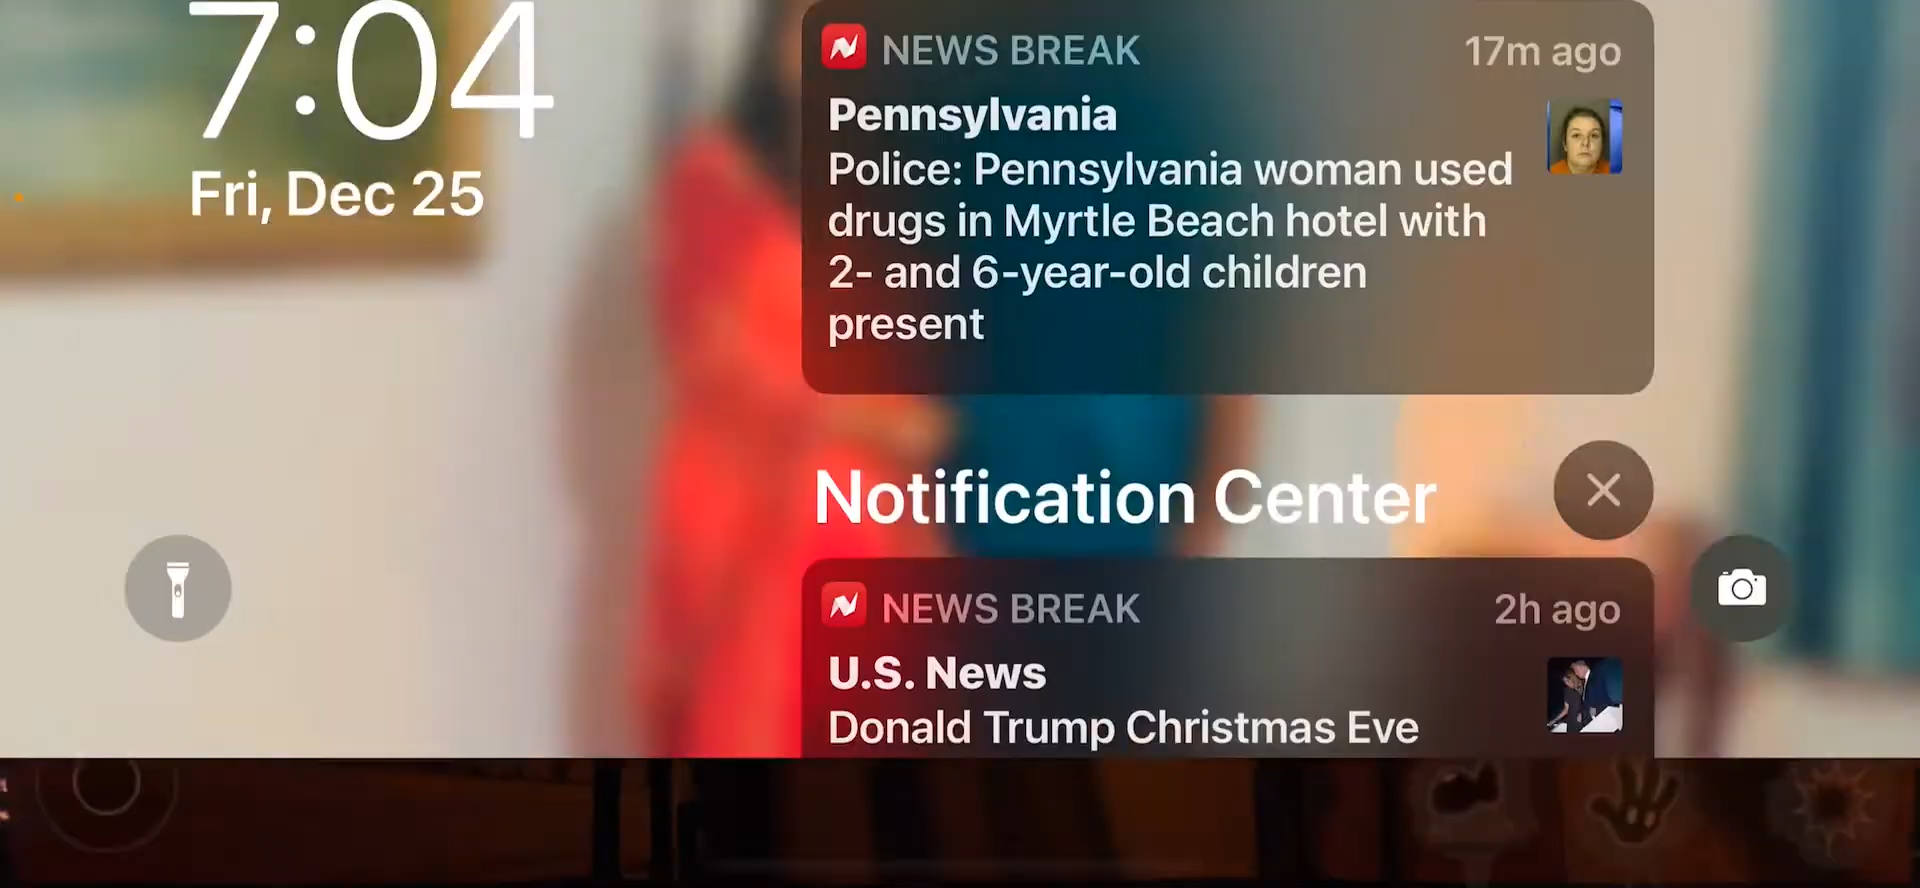 7:04
Fri, Dec 25
NEWS BREAK
17m ago
Pennsylvania
Police: Pennsylvania woman used
drugs in Myrtle Beach hotel with
2- and 6-year-old children
present
Notification Center
NEWS BREAK
2h ago
U.S. News
Donald Trump Christmas Eve